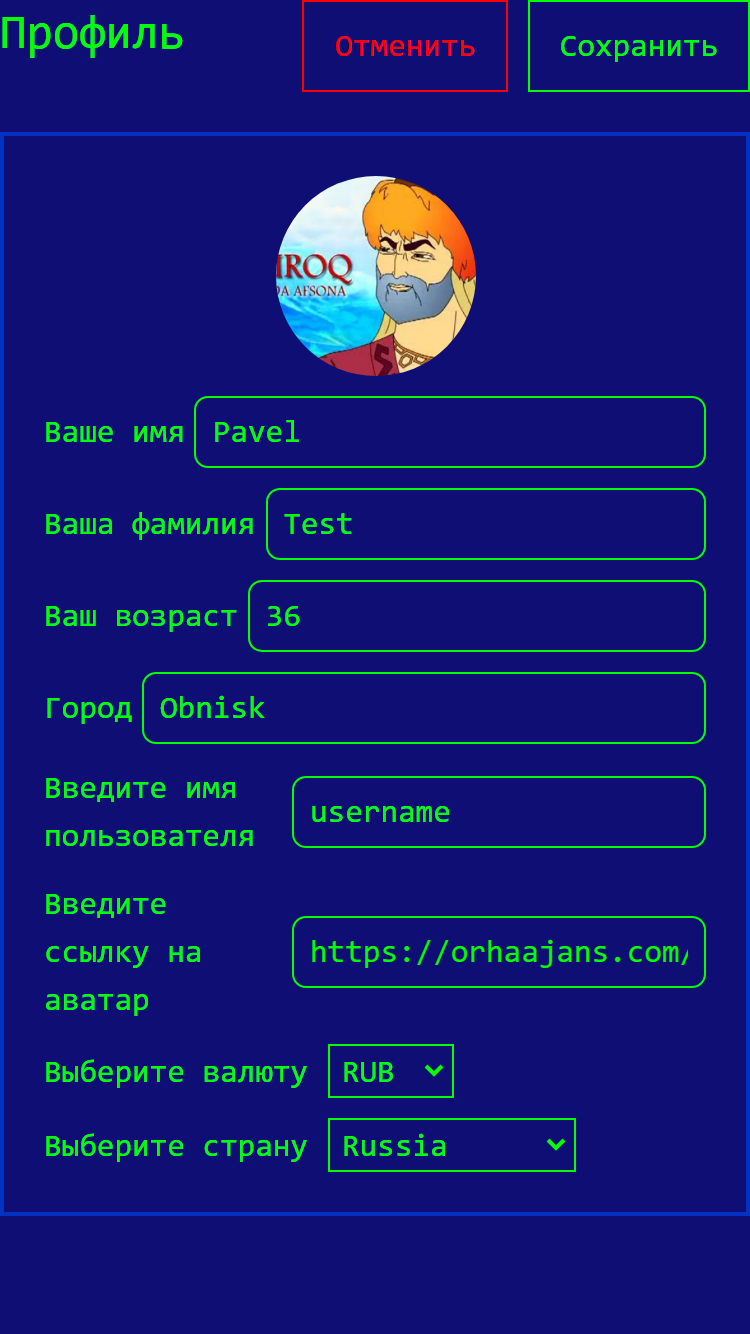 Профиль
Отменить
Сохранить
IROQ
DA AFSONA
Ваше имя Pavel
Ваша фамилия Test
Ваш возраст 36
Город Obnisk
Введите имя
пользователя
username
Введите
ссылку на
аватар
https://orhaajans.com/
Выберите валюту RUB
Выберите страну Russia